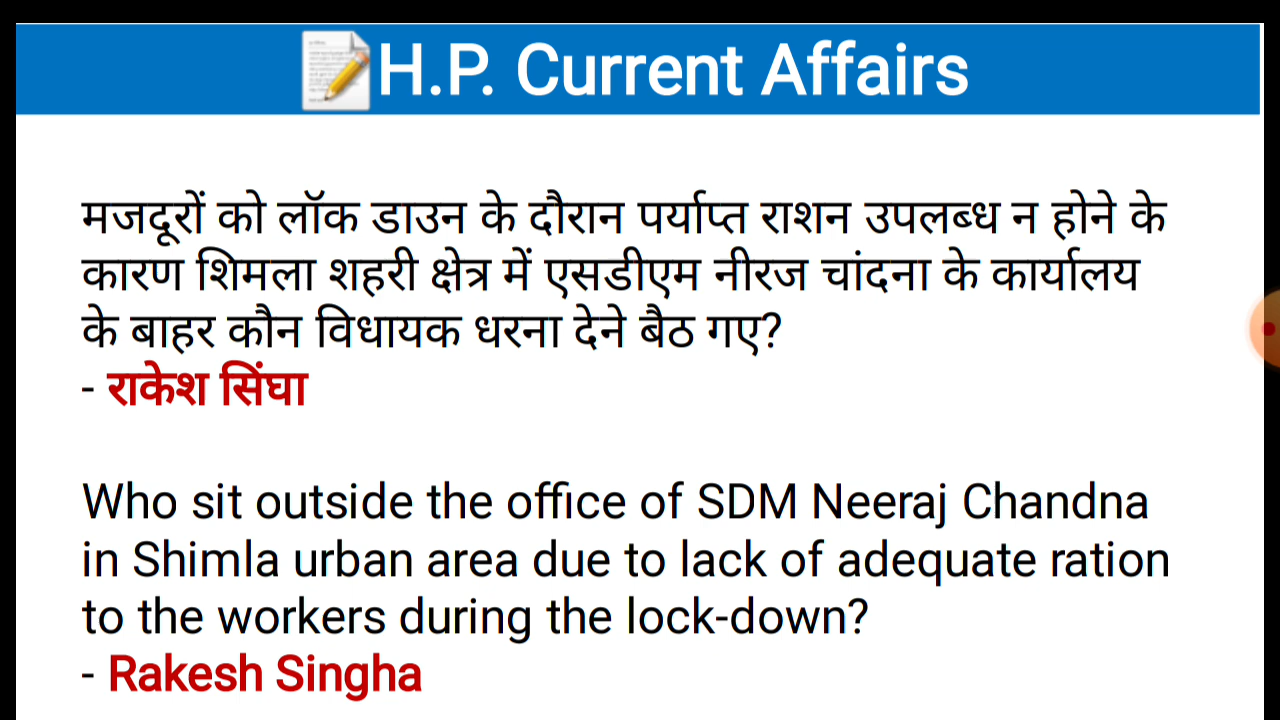 H.P. Current Affairs
मजदूरों को लॉक डाउन के दौरान पर्याप्त राशन उपलब्ध न होने के
कारण शिमला शहरी क्षेत्र में एसडीएम नीरज चांदना के कार्यालय
के बाहर कौन विधायक धरना देने बैठ गए?
- राकेश सिंघा
Who sit outside the office of SDM Neeraj Chandna
in Shimla urban area due to lack of adequate ration
to the workers during the lock-down?
- Rakesh Singha